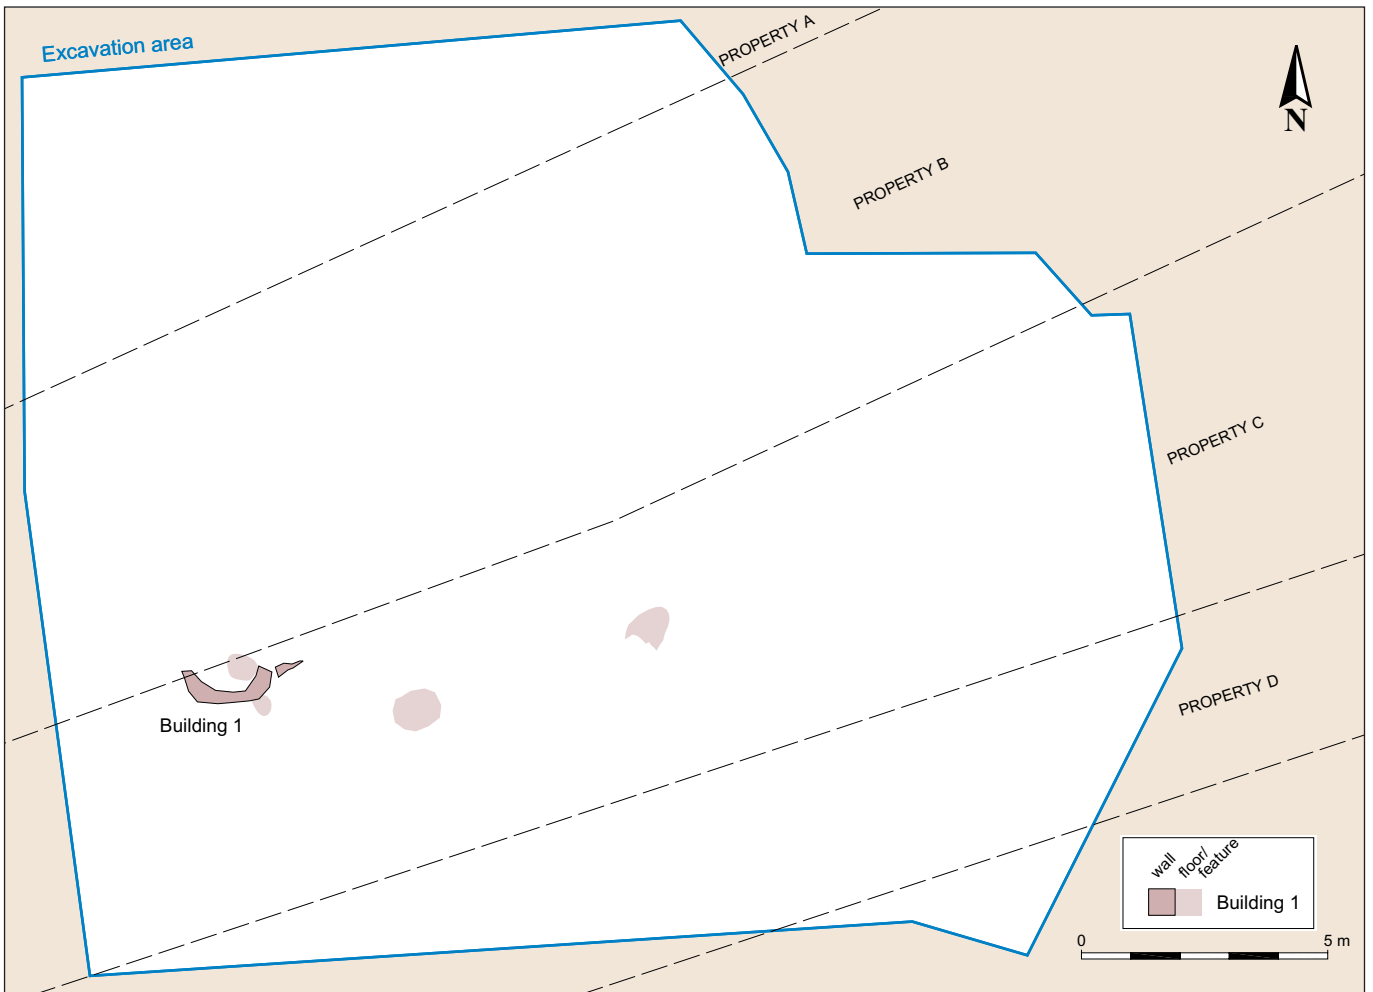 Excavation area
PROPERTY A
N
PROPERTY B
PROPERTY C
PROPERTY D
Building 1
wall
floor/
feature
Building 1
0
5 m